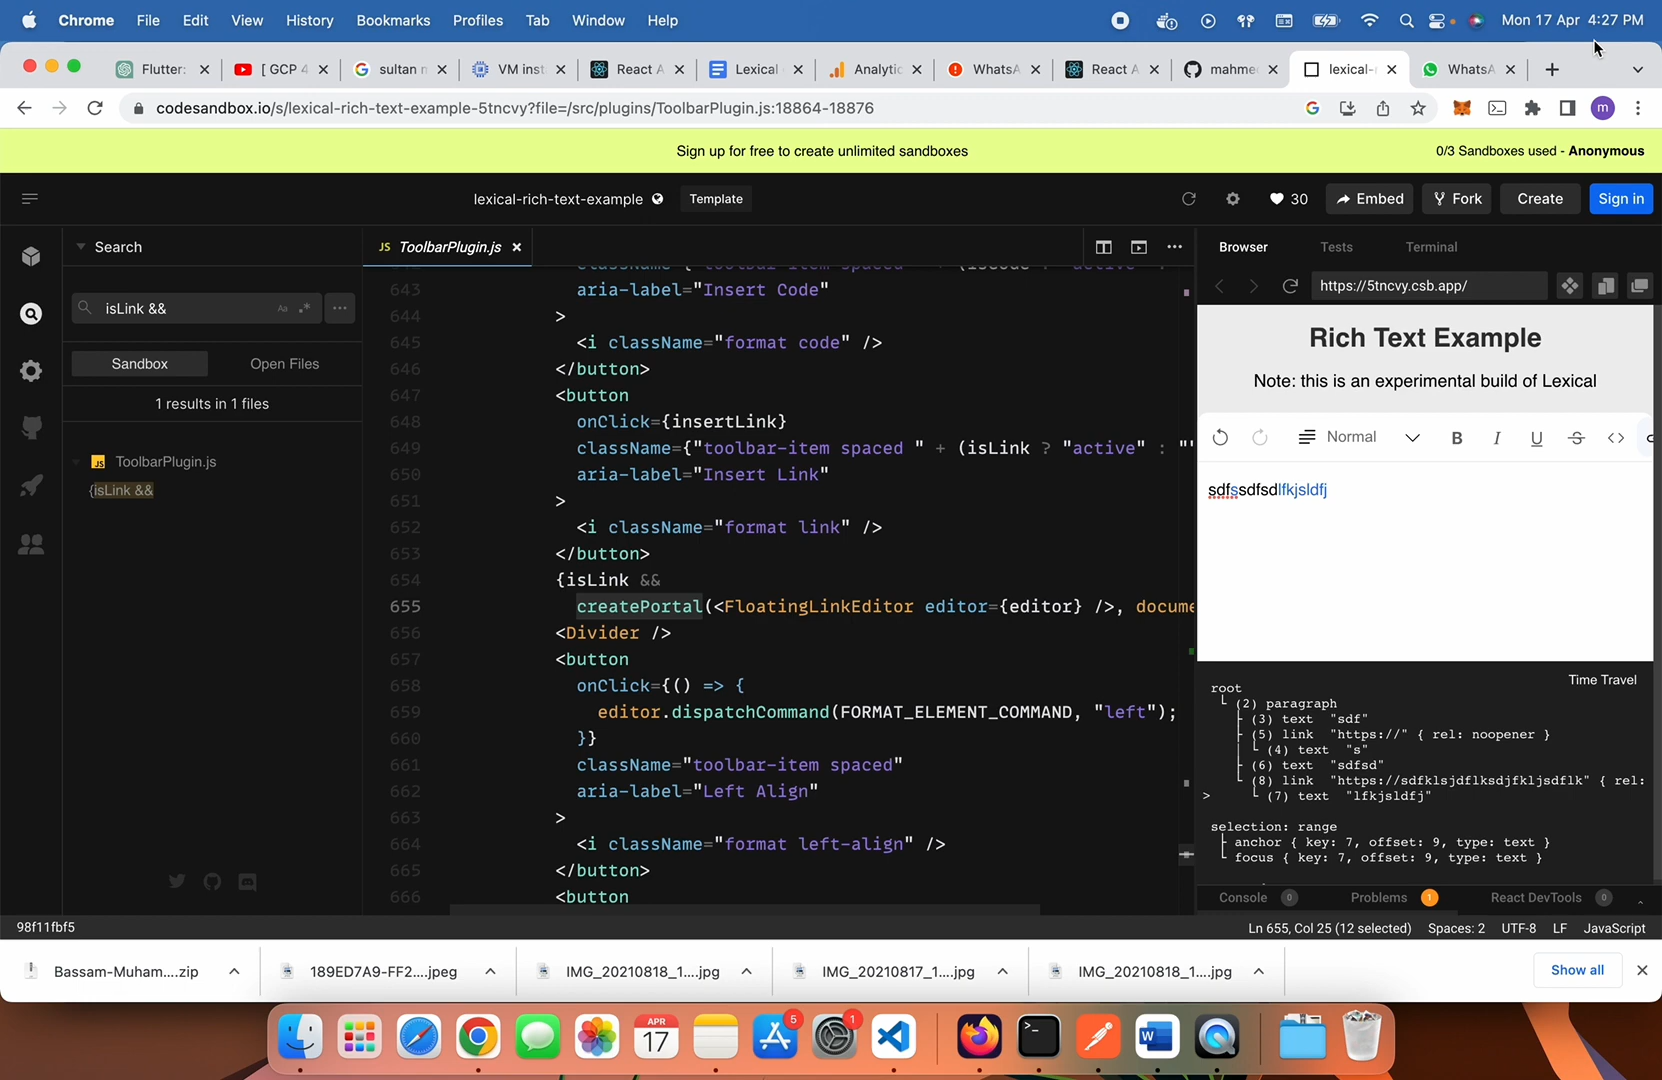 Chrome File Edit View History Bookmarks Profiles Tab Window Help Mon 17 Apr 4:27 PM
Flutter: [ GCP 4 sultan VM inst React A Lexical Analytic WhatsA React A mahme lexical- WhatsA
codesandbox.io/s/lexical-rich-text-example-5tncvy?file=/src/plugins/ToolbarPlugin.js:18864-18876 m
Sign up for free to create unlimited sandboxes 0/3 Sandboxes used - Anonymous
lexical-rich-text-example Template 30 Embed Fork Create Sign in
Search JS ToolbarPlugin.js Browser Tests Terminal
isLink && Aa .* https://5tncvy.csb.app/
Sandbox Open Files
1 results in 1 files
JS ToolbarPlugin.js
{isLink &&
643 aria-label="Insert Code"
644 >
645 <i className="format code" />
646 </button>
647 <button
648 onClick={insertLink}
649 className={"toolbar-item spaced " + (isLink ? "active" : "'
650 aria-label="Insert Link"
651 >
652 <i className="format link" />
653 </button>
654 {isLink &&
655 createPortal(<FloatingLinkEditor editor={editor} />, docume
656 <Divider />
657 <button
658 onClick={() => {
659 editor.dispatchCommand(FORMAT_ELEMENT_COMMAND, "left");
660 }}
661 className="toolbar-item spaced"
662 aria-label="Left Align"
663 >
664 <i className="format left-align" />
665 </button>
666 <button
Rich Text Example
Note: this is an experimental build of Lexical
Normal B I U S <>
sdfssdfsdlfkjsldfj
Time Travel
root
(2) paragraph
(3) text "sdf"
(5) link "https://" { rel: noopener }
(4) text "s"
(6) text "sdfsd"
(8) link "https://sdfklsjdflksdjfkljsdflk" { rel:
> (7) text "lfkjsldfj"
selection: range
anchor { key: 7, offset: 9, type: text }
focus { key: 7, offset: 9, type: text }
Console 0 Problems 1 React DevTools 0
98f11fbf5 Ln 655, Col 25 (12 selected) Spaces: 2 UTF-8 LF JavaScript
Bassam-Muham....zip 189ED7A9-FF2....jpeg IMG_20210818_1....jpg IMG_20210817_1....jpg IMG_20210818_1....jpg Show all
APR 17 5 1